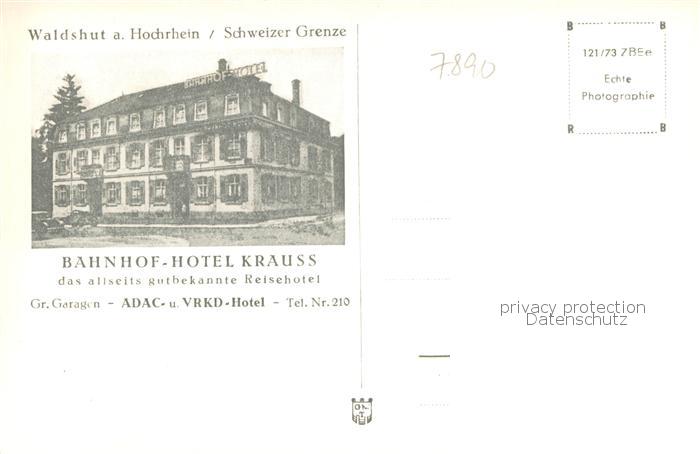 Waldshut a. Hochrhein / Schweizer Grenze
BAHNHOF-HOTEL
BAHNHOF-HOTEL KRAUSS
das allseits gutbekannte Reisehotel
Gr. Garagen - ADAC- u. VRKD-Hotel - Tel. Nr. 210
7890
B B
121/73 ZBEe
Echte
Photographie
R B
privacy protection
Datenschutz